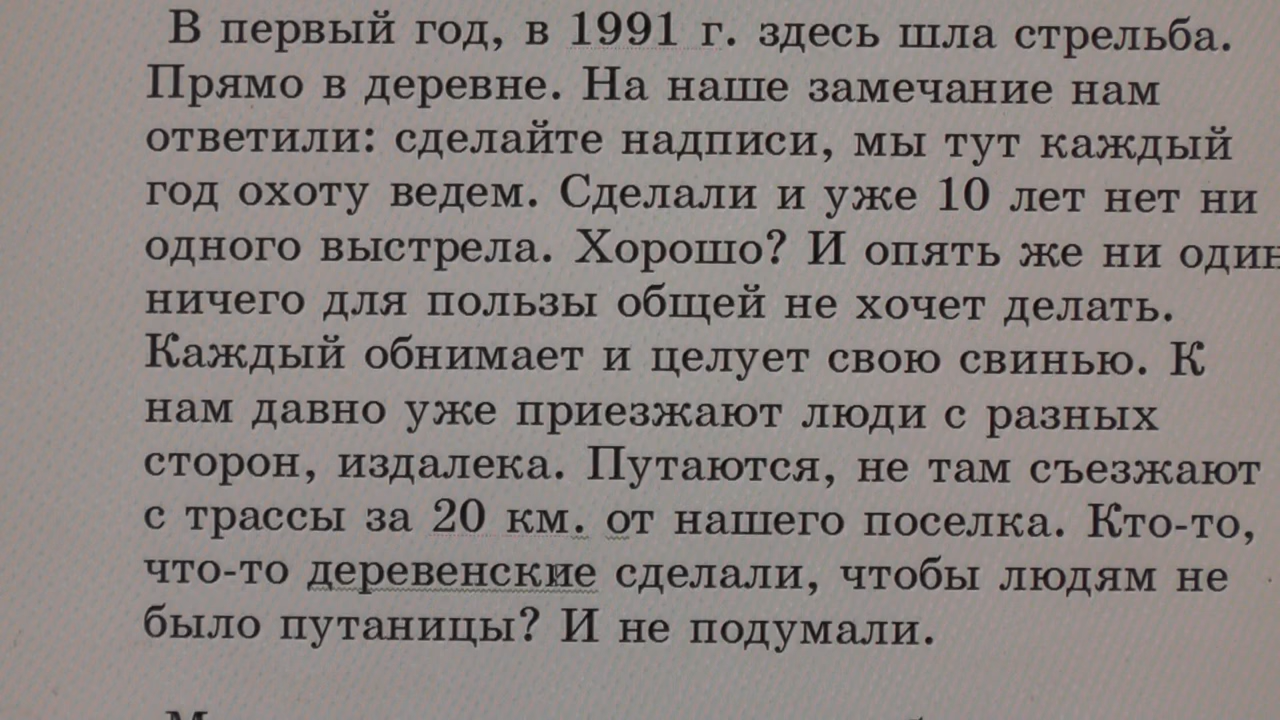 В первый год, в 1991 г. здесь шла стрельба.
Прямо в деревне. На наше замечание нам
ответили: сделайте надписи, мы тут каждый
год охоту ведем. Сделали и уже 10 лет нет ни
одного выстрела. Хорошо? И опять же ни один
ничего для пользы общей не хочет делать.
Каждый обнимает и целует свою свинью. К
нам давно уже приезжают люди с разных
сторон, издалека. Путаются, не там съезжают
с трассы за 20 км. от нашего поселка. Кто-то,
что-то деревенские сделали, чтобы людям не
было путаницы? И не подумали.